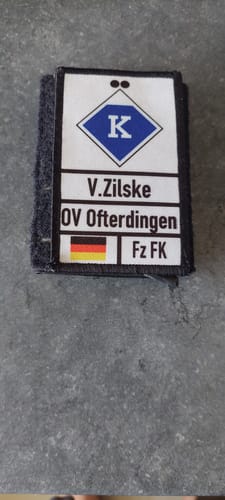 K
V.Zilske
OV Ofterdingen
Fz FK